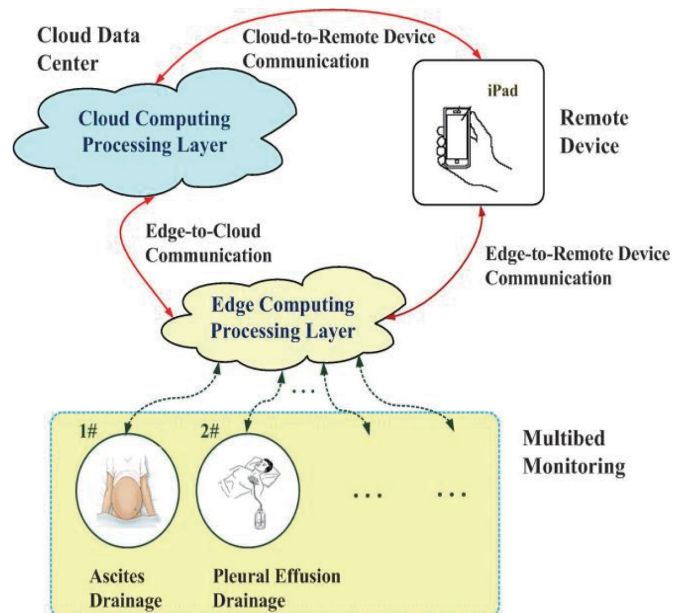 Cloud Data
Center
Cloud-to-Remote Device
Communication
iPad
Cloud Computing
Processing Layer
Remote
Device
Edge-to-Cloud
Communication
Edge-to-Remote Device
Communication
Edge Computing
Processing Layer
...
1#
2#
Multibed
Monitoring
... ...
Ascites
Drainage
Pleural Effusion
Drainage